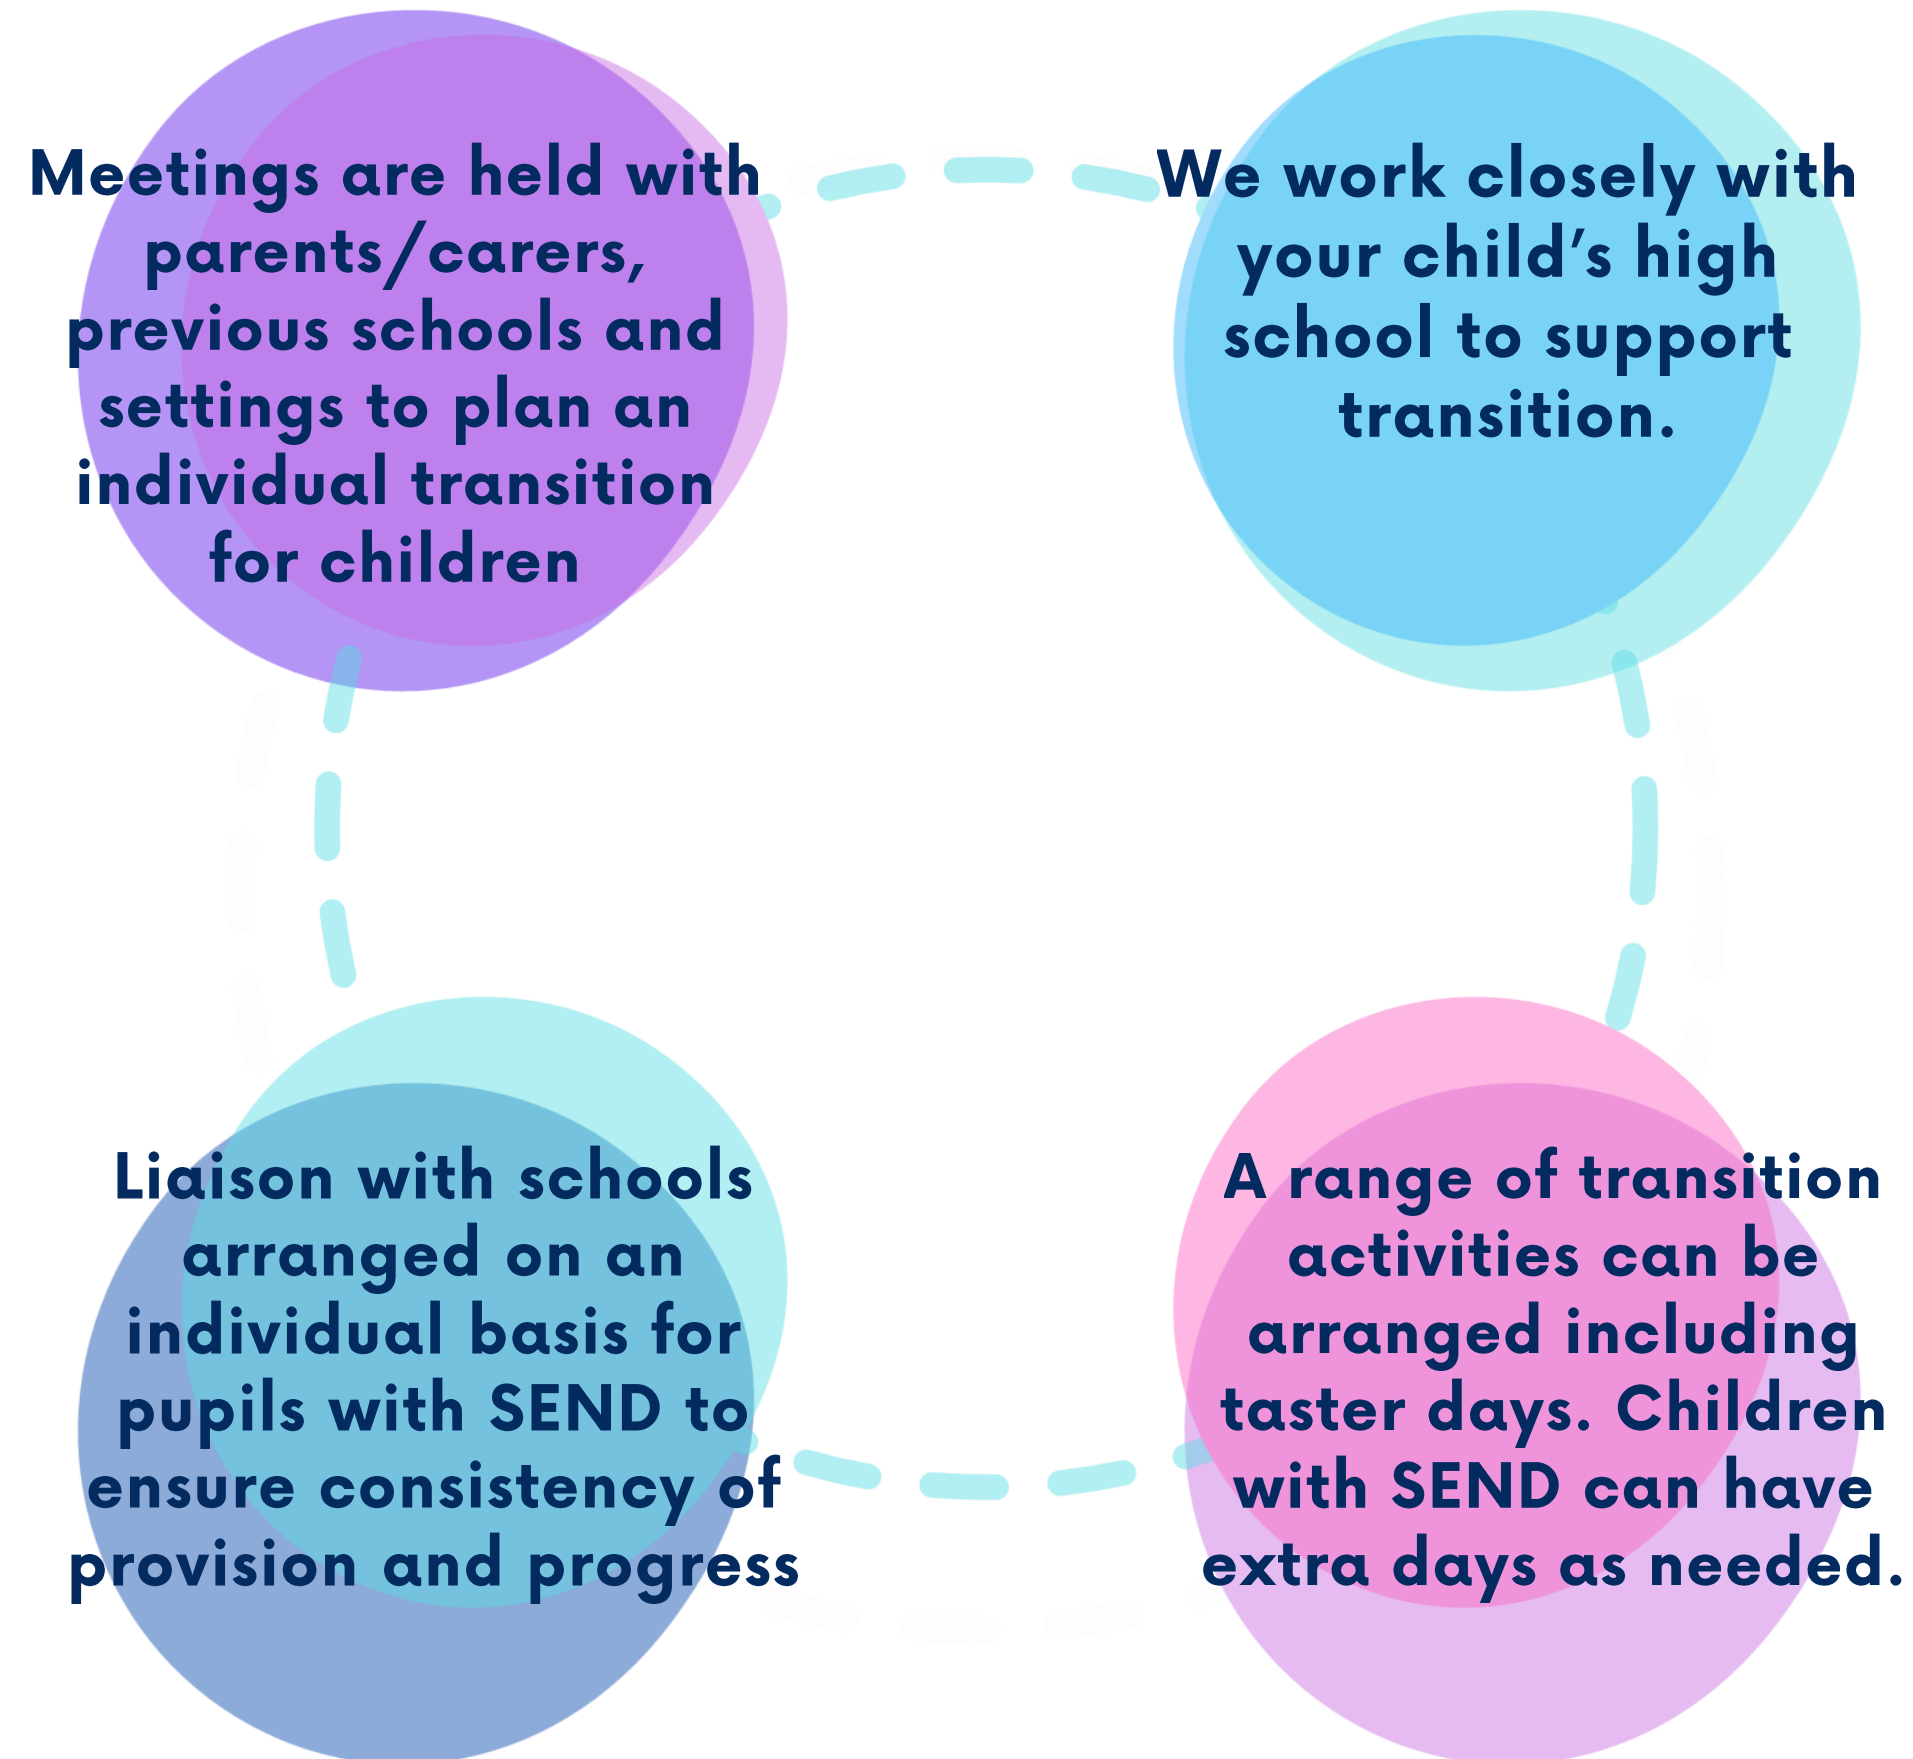 Meetings are held with
parents/carers,
previous schools and
settings to plan an
individual transition
for children
We work closely with
your child’s high
school to support
transition.
Liaison with schools
arranged on an
individual basis for
pupils with SEND to
ensure consistency of
provision and progress
A range of transition
activities can be
arranged including
taster days. Children
with SEND can have
extra days as needed.